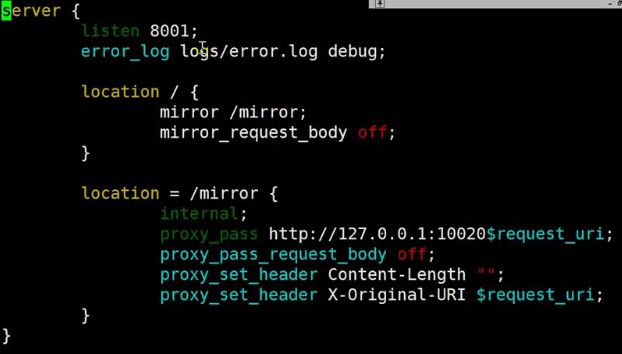 server {
listen 8001;
error_log logs/error.log debug;
location / {
mirror /mirror;
mirror_request_body off;
}
location = /mirror {
internal;
proxy_pass http://127.0.0.1:10020$request_uri;
proxy_pass_request_body off;
proxy_set_header Content-Length "";
proxy_set_header X-Original-URI $request_uri;
}
}